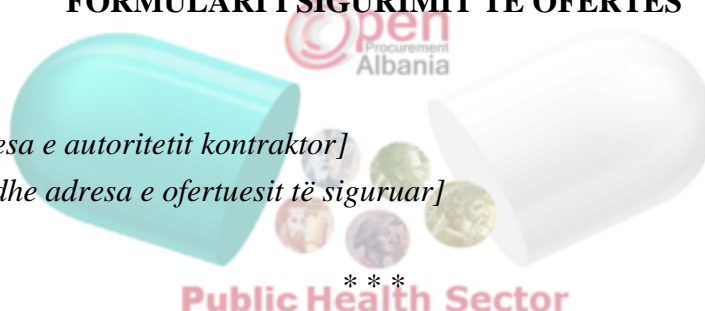 FORMULARI I SIGURIMIT TË OFERTËS
Open
Procurement
Albania
esa e autoritetit kontraktor]
dhe adresa e ofertuesit të siguruar]
* * *
Public Health Sector